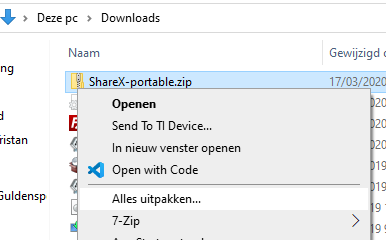 Deze pc > Downloads
Naam Gewijzigd o
ng
ShareX-portable.zip 17/03/2020
Openen
Send To TI Device...
In nieuw venster openen
ristan
Open with Code
Guldensp
Alles uitpakken...
7-Zip